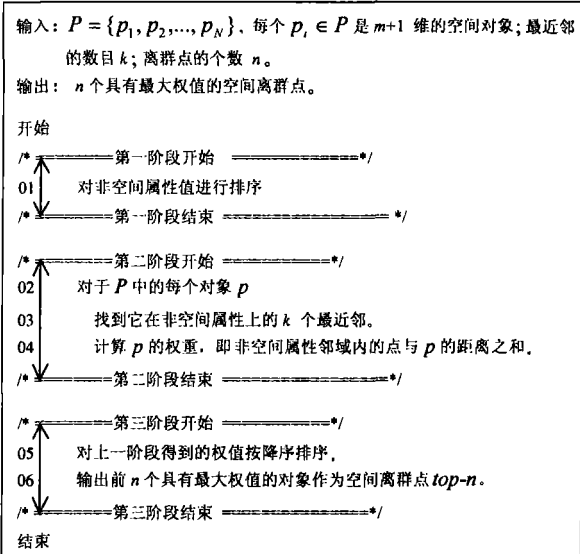 输入：P = {p₁, p₂,..., p_N}，每个 pᵢ ∈ P 是 m+1 维的空间对象；最近邻
的数目 k；离群点的个数 n。
输出： n 个具有最大权值的空间离群点。
开始
/* ========第一阶段开始 =============*/
01 对非空间属性值进行排序
/* ========第一阶段结束 ================ */
/* ========第二阶段开始 ===========*/
02 对于 P 中的每个对象 p
03 找到它在非空间属性上的 k 个最近邻。
04 计算 p 的权重，即非空间属性邻域内的点与 p 的距离之和。
/* ========第二阶段结束 =================*/
/* ========第三阶段开始 ===========*/
05 对上一阶段得到的权值按降序排序。
06 输出前 n 个具有最大权值的对象作为空间离群点 top-n。
/* ========第三阶段结束 ===============*/
结束